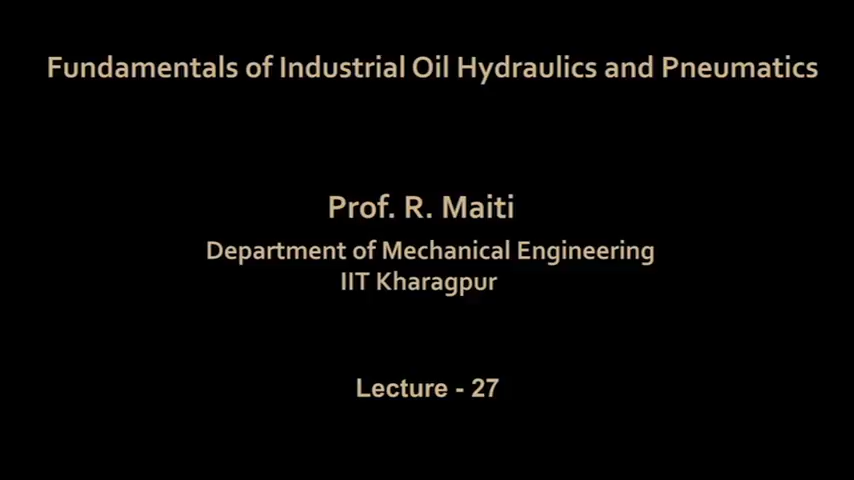 Fundamentals of Industrial Oil Hydraulics and Pneumatics
Prof. R. Maiti
Department of Mechanical Engineering
IIT Kharagpur
Lecture - 27